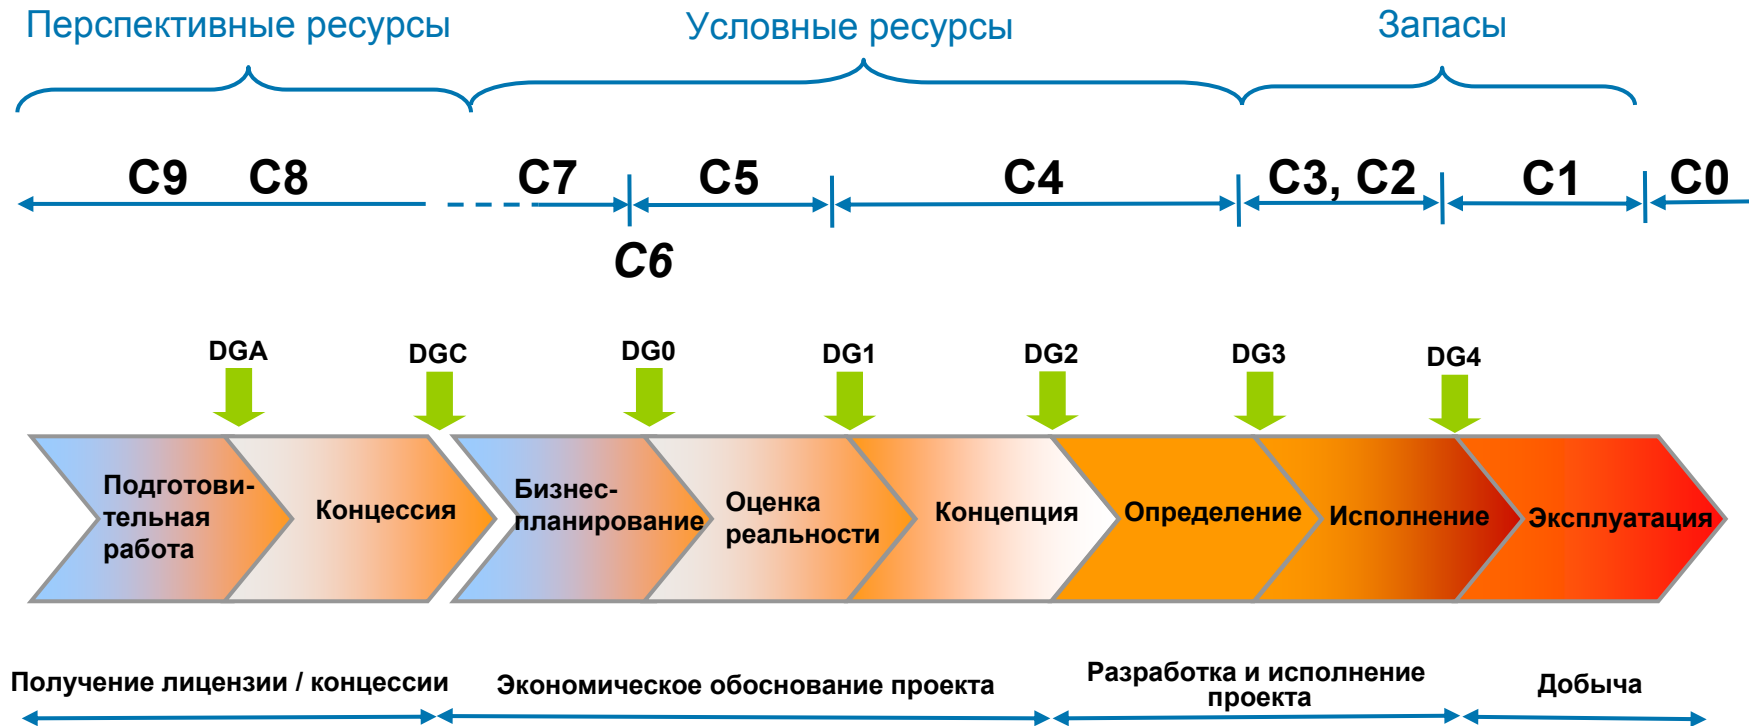 Перспективные ресурсы
Условные ресурсы
Запасы
C9 C8 C7 C5 C4 C3, C2 C1 C0
C6
DGA DGC DG0 DG1 DG2 DG3 DG4
Подготови-
тельная
работа
Концессия
Бизнес-
планирование
Оценка
реальности
Концепция
Определение
Исполнение
Эксплуатация
Получение лицензии / концессии
Экономическое обоснование проекта
Разработка и исполнение
проекта
Добыча